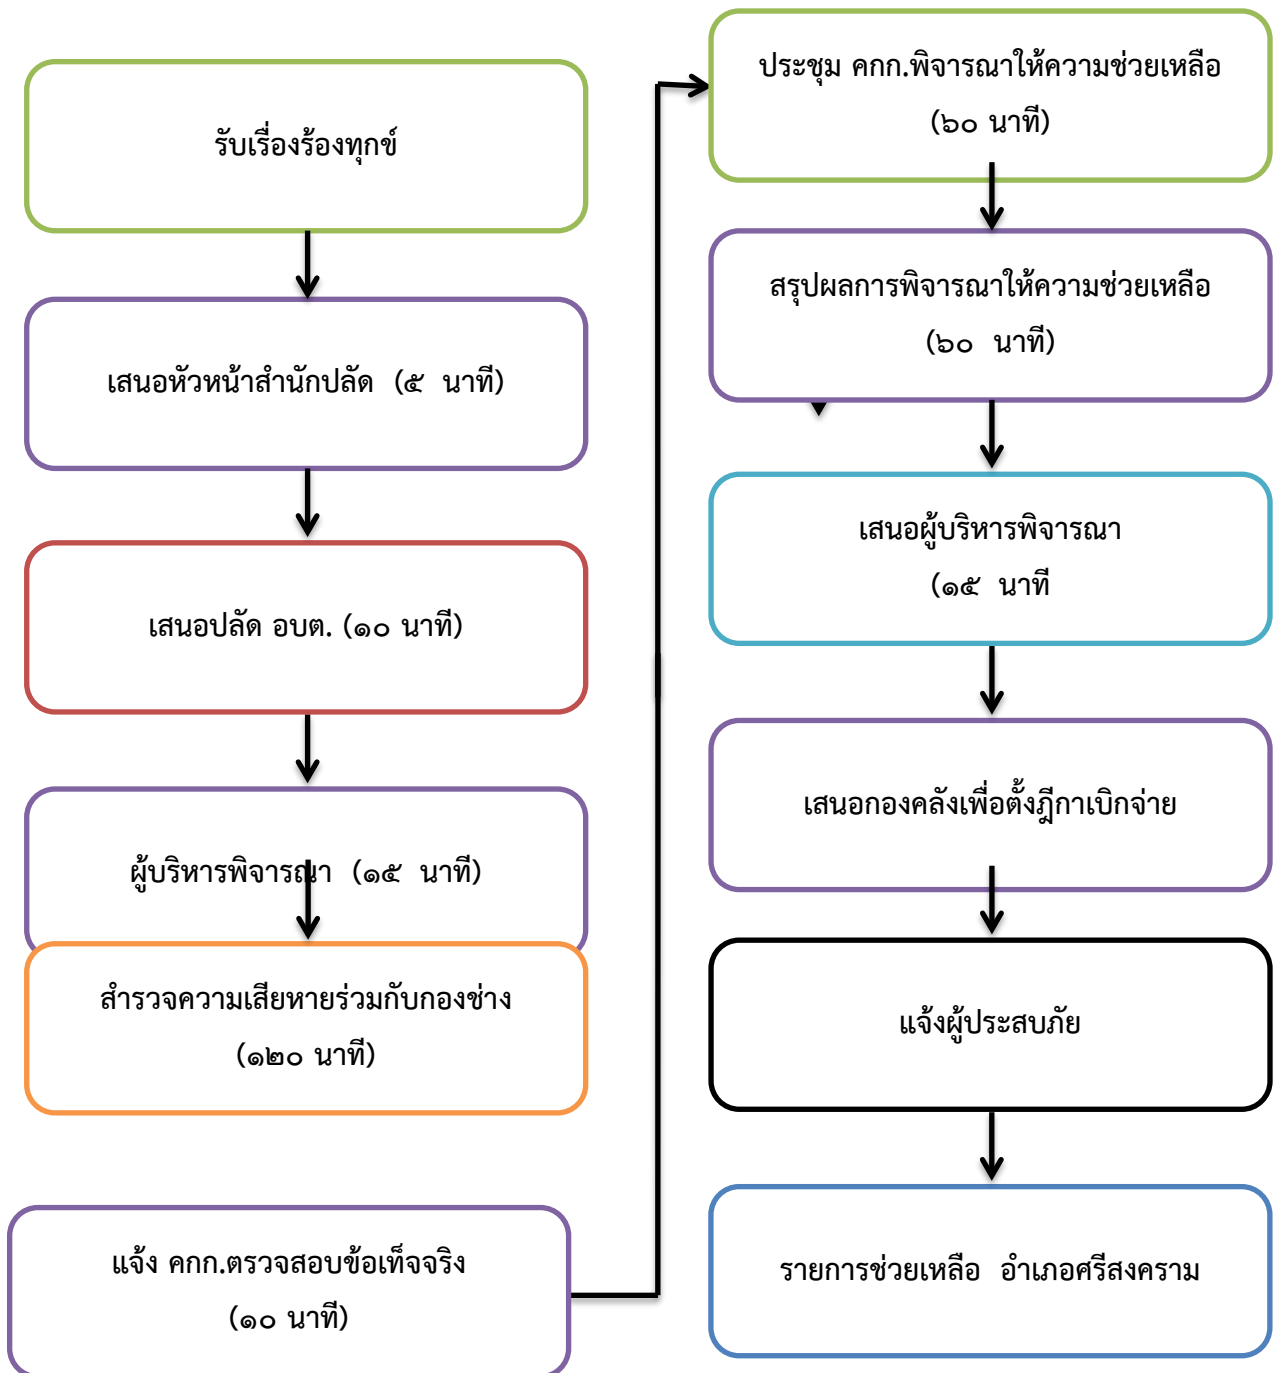 รับเรื่องร้องทุกข์
เสนอหัวหน้าสำนักปลัด (๕ นาที)
เสนอปลัด อบต. (๑๐ นาที)
ผู้บริหารพิจารณา (๑๕ นาที)
สำรวจความเสียหายร่วมกับกองช่าง
(๑๒๐ นาที)
แจ้ง คกก.ตรวจสอบข้อเท็จจริง
(๑๐ นาที)
ประชุม คกก.พิจารณาให้ความช่วยเหลือ
(๖๐ นาที)
สรุปผลการพิจารณาให้ความช่วยเหลือ
(๖๐ นาที)
เสนอผู้บริหารพิจารณา
(๑๕ นาที
เสนอกองคลังเพื่อตั้งฎีกาเบิกจ่าย
แจ้งผู้ประสบภัย
รายการช่วยเหลือ อำเภอศรีสงคราม